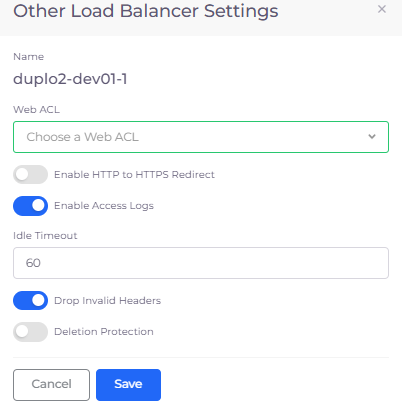 Other Load Balancer Settings
×
Name
duplo2-dev01-1
Web ACL
Choose a Web ACL
Enable HTTP to HTTPS Redirect
Enable Access Logs
Idle Timeout
60
Drop Invalid Headers
Deletion Protection
Cancel
Save